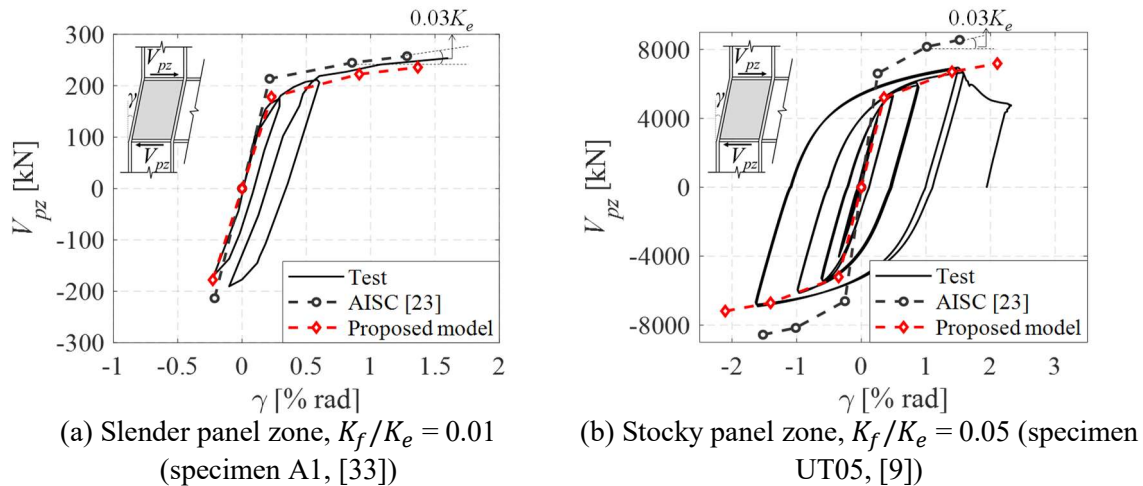 0.03K_e
300
200
100
0
-100
-200
-300
V_pz [kN]
V_pz
γ
V_pz
Test
AISC [23]
Proposed model
-1
-0.5
0
0.5
1
1.5
2
γ [% rad]
(a) Slender panel zone, K_f/K_e = 0.01
(specimen A1, [33])
0.03K_e
8000
4000
0
-4000
-8000
V_pz [kN]
V_pz
γ
V_pz
Test
AISC [23]
Proposed model
-2
-1
0
1
2
3
γ [% rad]
(b) Stocky panel zone, K_f/K_e = 0.05 (specimen
UT05, [9])